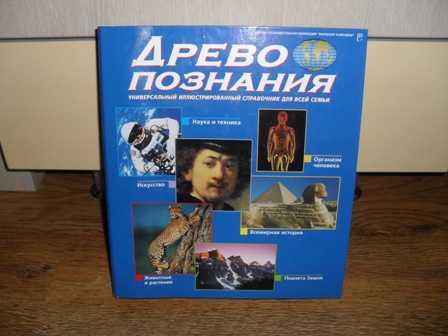 ДРЕВО
ПОЗНАНИЯ
УНИВЕРСАЛЬНЫЙ ИЛЛЮСТРИРОВАННЫЙ СПРАВОЧНИК ДЛЯ ВСЕЙ СЕМЬИ
Наука и техника
Организм
человека
Искусство
Всемирная история
Животные
и растения
Планета Земля